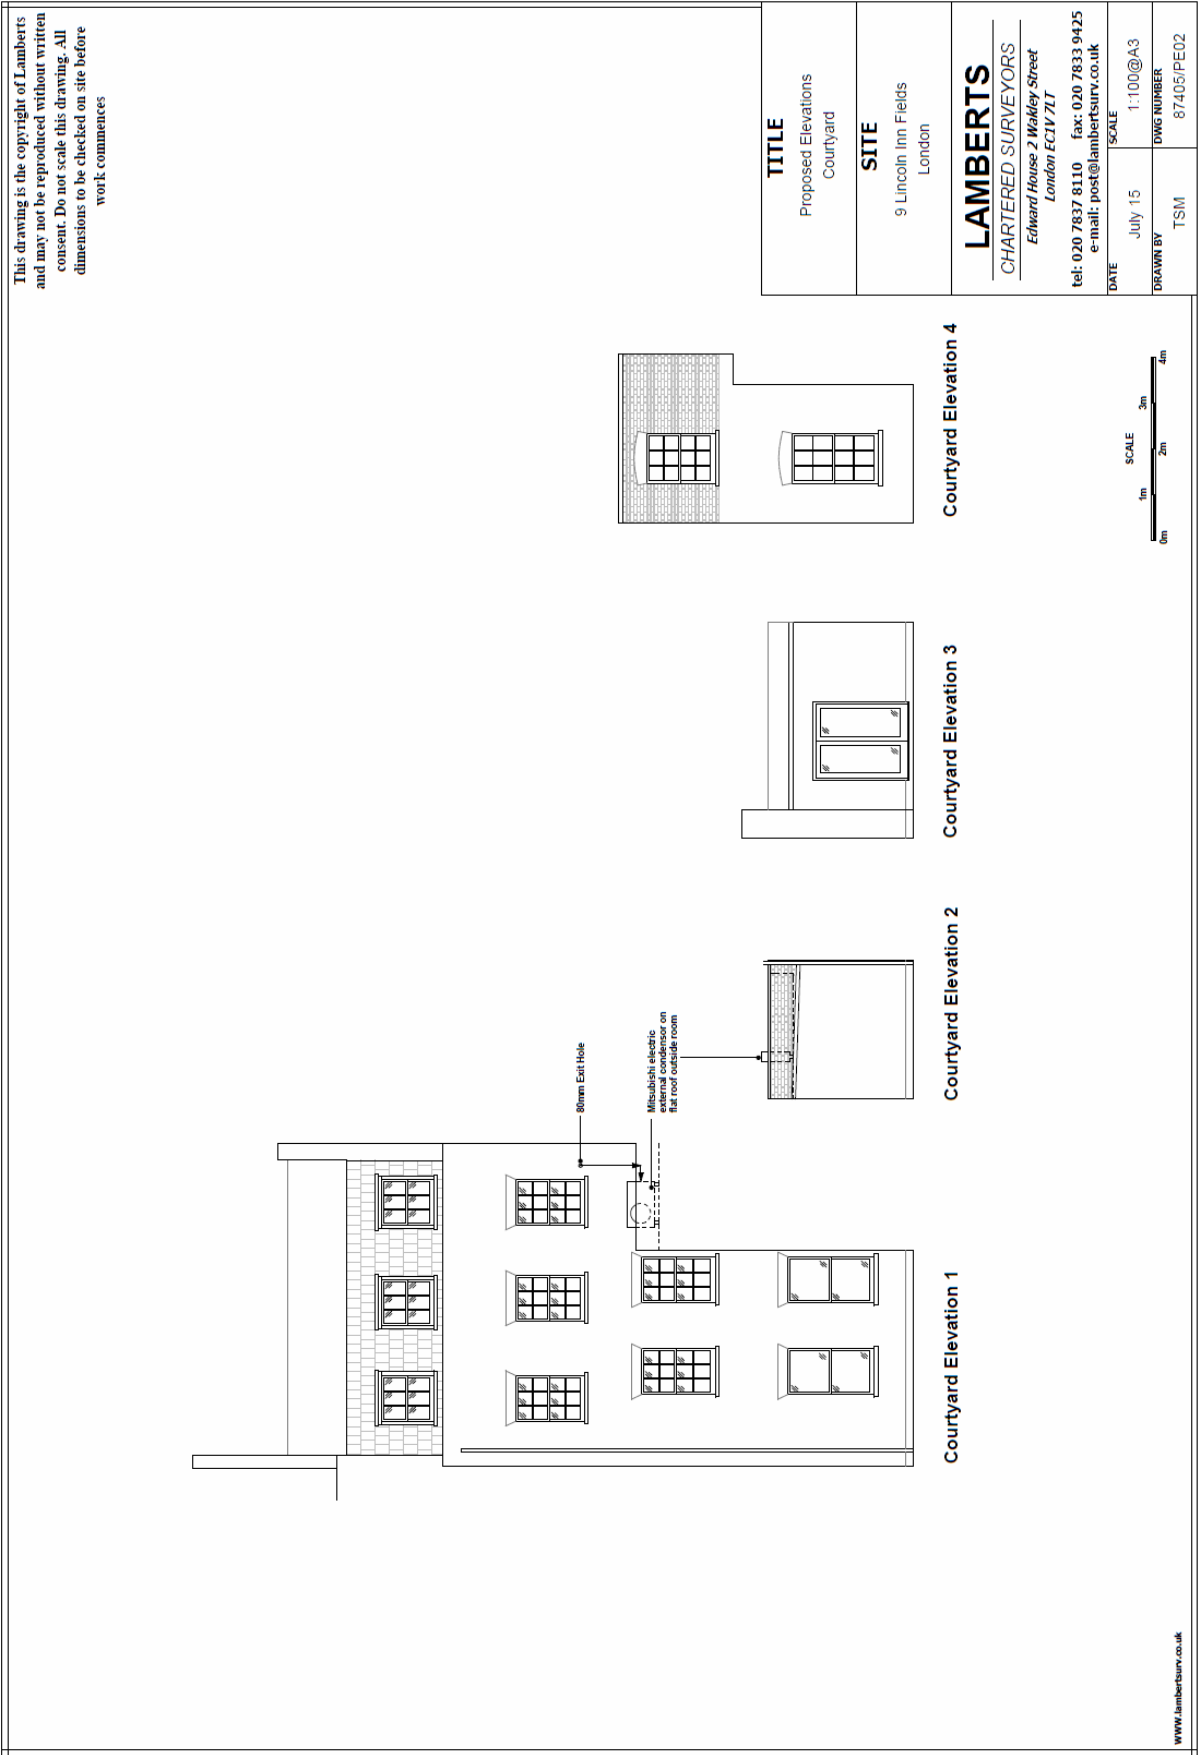 This drawing is the copyright of Lamberts
and may not be reproduced without written
consent. Do not scale this drawing. All
dimensions to be checked on site before
work commences
80mm Exit Hole
Mitsubishi electric
external condensor on
flat roof outside room
Courtyard Elevation 1
Courtyard Elevation 2
Courtyard Elevation 3
Courtyard Elevation 4
TITLE
Proposed Elevations
Courtyard
SITE
9 Lincoln Inn Fields
London
LAMBERTS
CHARTERED SURVEYORS
Edward House 2 Wakley Street
London EC1V 7LT
tel: 020 7837 8110 fax: 020 7833 9425
e-mail: post@lambertsurv.co.uk
DATE
July 15
SCALE
1:100@A3
DRAWN BY
TSM
DWG NUMBER
87405/PE02
SCALE
0m 1m 2m 3m 4m
www.lambertsurv.co.uk